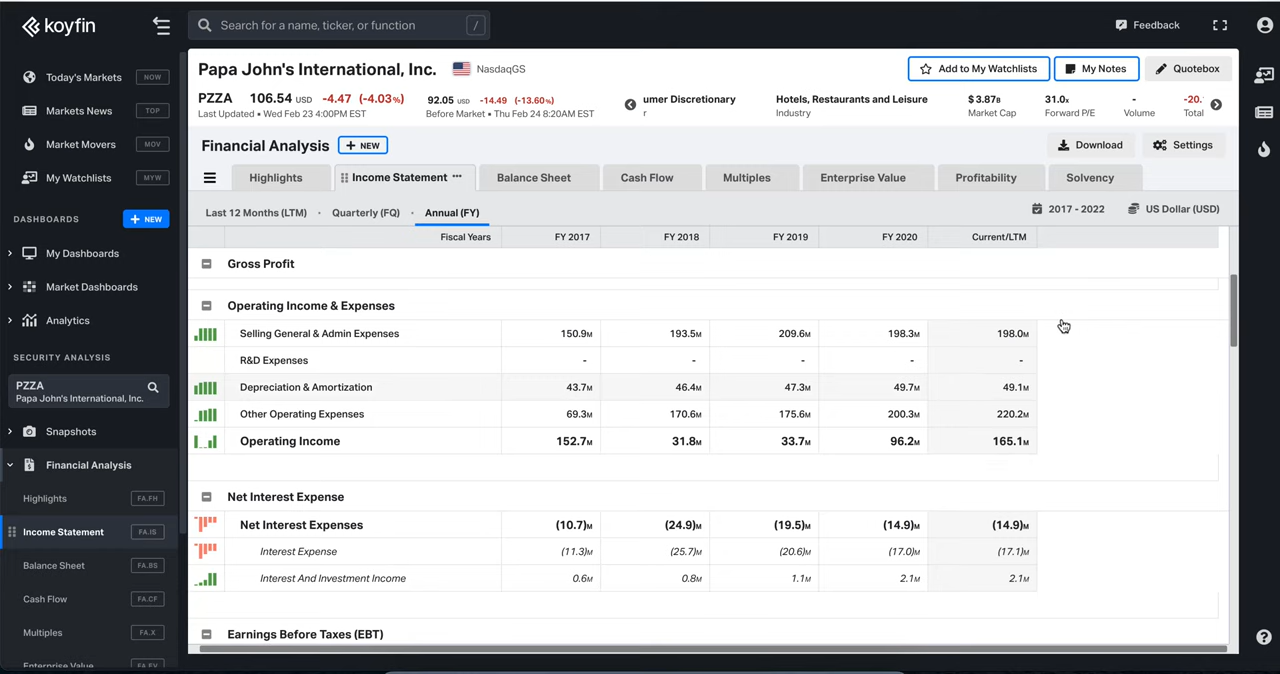 koyfin
Search for a name, ticker, or function /
Feedback
Today's Markets NOW
Markets News TOP
Market Movers MOV
My Watchlists MYW
DASHBOARDS + NEW
My Dashboards
Market Dashboards
Analytics
SECURITY ANALYSIS
PZZA
Papa John's International, Inc.
Snapshots
Financial Analysis
Highlights FA.FH
Income Statement FA.IS
Balance Sheet FA.BS
Cash Flow FA.CF
Multiples FA.X
Enterprise Value FA.EV
Papa John's International, Inc. NasdaqGS
Add to My Watchlists My Notes Quotebox
PZZA 106.54 USD -4.47 (-4.03%)
Last Updated • Wed Feb 23 4:00PM EST
92.05 USD -14.49 (-13.60%)
Before Market • Thu Feb 24 8:20AM EST
umer Discretionary
r
Hotels, Restaurants and Leisure
Industry
$3.87B
Market Cap
31.0x
Forward P/E
-
Volume
-20.
Total
Financial Analysis + NEW
Download Settings
Highlights Income Statement ••• Balance Sheet Cash Flow Multiples Enterprise Value Profitability Solvency
Last 12 Months (LTM) • Quarterly (FQ) • Annual (FY) 2017 - 2022 US Dollar (USD)
Fiscal Years FY 2017 FY 2018 FY 2019 FY 2020 Current/LTM
Gross Profit
Operating Income & Expenses
Selling General & Admin Expenses 150.9M 193.5M 209.6M 198.3M 198.0M
R&D Expenses - - - - -
Depreciation & Amortization 43.7M 46.4M 47.3M 49.7M 49.1M
Other Operating Expenses 69.3M 170.6M 175.6M 200.3M 220.2M
Operating Income 152.7M 31.8M 33.7M 96.2M 165.1M
Net Interest Expense
Net Interest Expenses (10.7)M (24.9)M (19.5)M (14.9)M (14.9)M
Interest Expense (11.3)M (25.7)M (20.6)M (17.0)M (17.1)M
Interest And Investment Income 0.6M 0.8M 1.1M 2.1M 2.1M
Earnings Before Taxes (EBT)